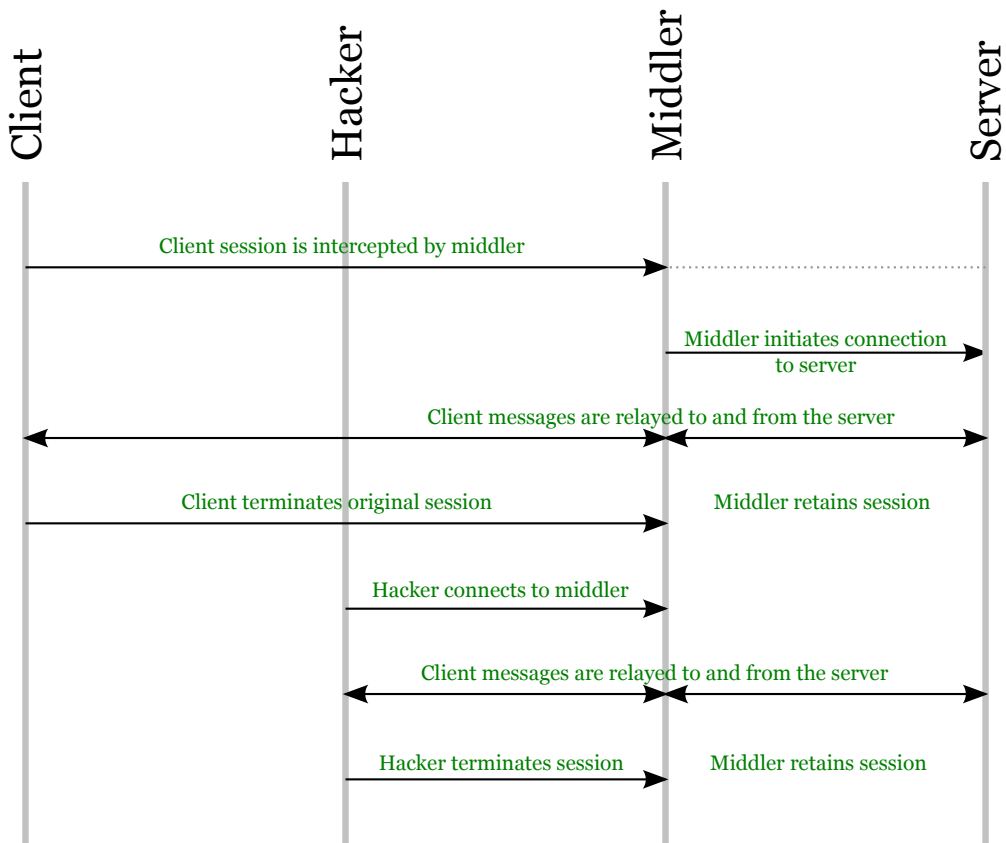 Client
Hacker
Middler
Server
Client session is intercepted by middler
Middler initiates connection
to server
Client messages are relayed to and from the server
Client terminates original session
Middler retains session
Hacker connects to middler
Client messages are relayed to and from the server
Hacker terminates session
Middler retains session